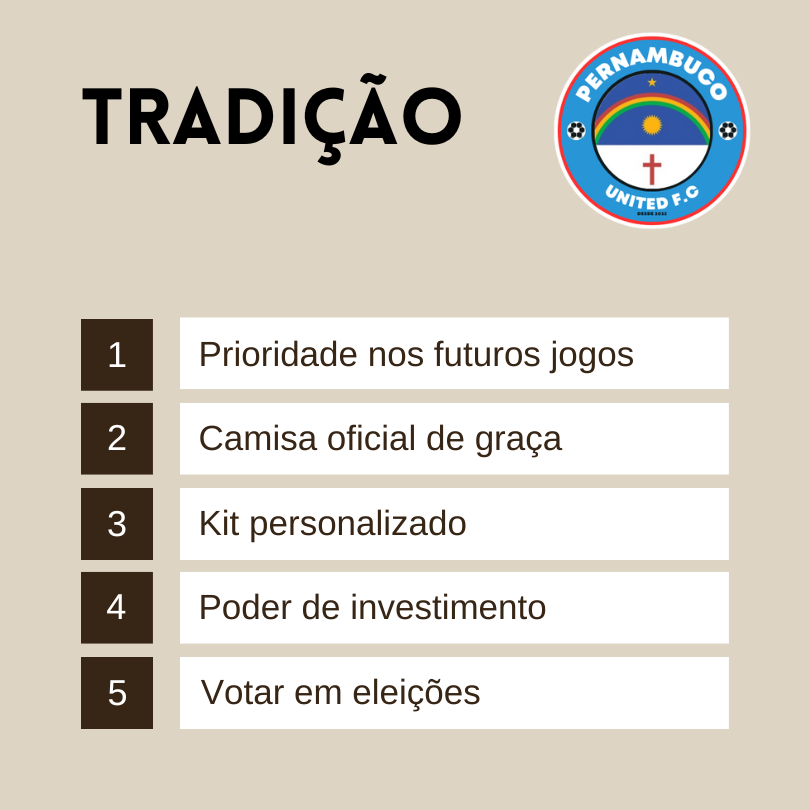 TRADIÇÃO
PERNAMBUCO
UNITED F.C
DESDE 2022
1 Prioridade nos futuros jogos
2 Camisa oficial de graça
3 Kit personalizado
4 Poder de investimento
5 Votar em eleições